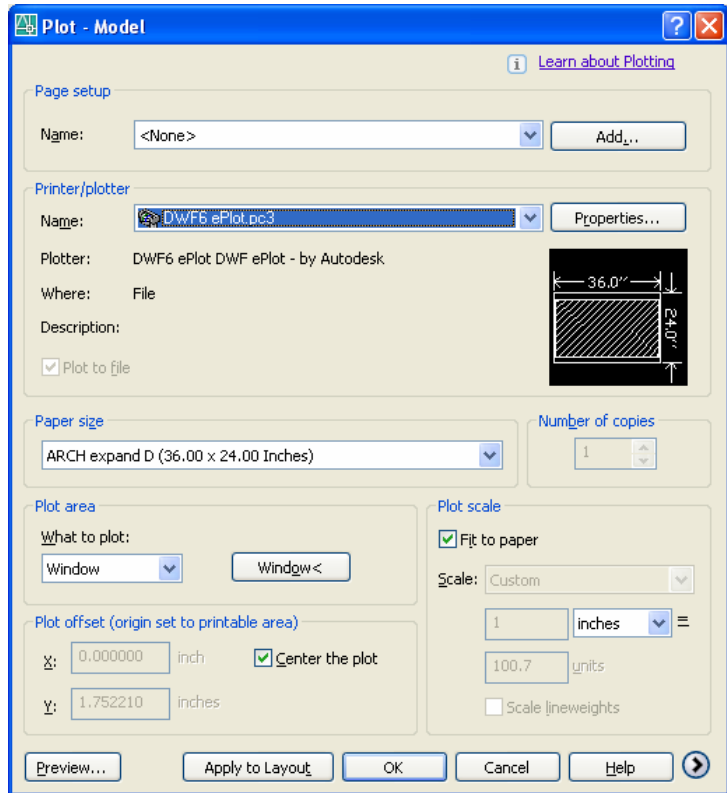 Plot - Model
Learn about Plotting
Page setup
Name: <None> Add...
Printer/plotter
Name: DWF6 ePlot.pc3 Properties...
Plotter: DWF6 ePlot DWF ePlot - by Autodesk
Where: File
Description:
Plot to file
36.0’’
24.0’’
Paper size
ARCH expand D (36.00 x 24.00 Inches)
Number of copies
1
Plot area
What to plot:
Window Window<
Plot offset (origin set to printable area)
X: 0.000000 inch Center the plot
Y: 1.752210 inches
Plot scale
Fit to paper
Scale: Custom
1 inches =
100.7 units
Scale lineweights
Preview... Apply to Layout OK Cancel Help